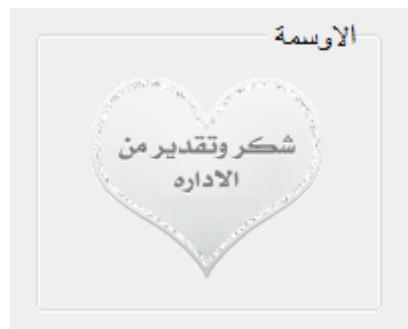 الاوسمة
شكر وتقدير من
الاداره